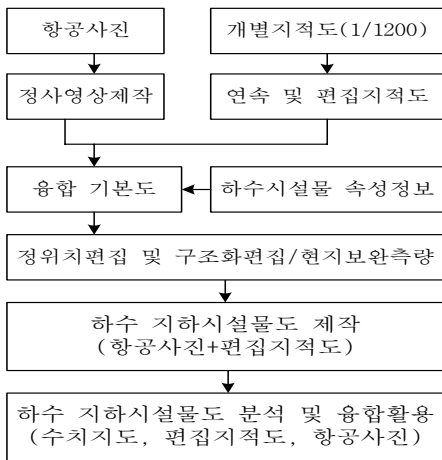 항공사진
개별지적도(1/1200)
정사영상제작
연속 및 편집지적도
융합 기본도
하수시설물 속성정보
정위치편집 및 구조화편집/현지보완측량
하수 지하시설물도 제작
(항공사진+편집지적도)
하수 지하시설물도 분석 및 융합활용
(수치지도, 편집지적도, 항공사진)